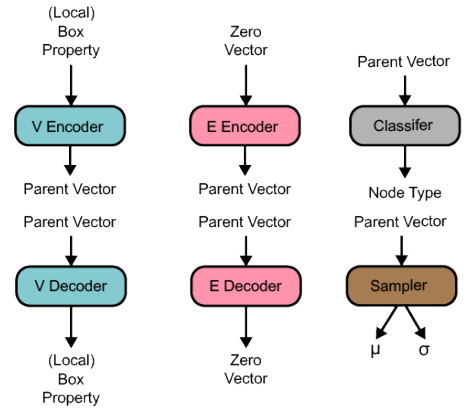 (Local)
Box
Property
V Encoder
Parent Vector
Parent Vector
V Decoder
(Local)
Box
Property
Zero
Vector
E Encoder
Parent Vector
Parent Vector
E Decoder
Zero
Vector
Parent Vector
Classifer
Node Type
Parent Vector
Sampler
μ
σ